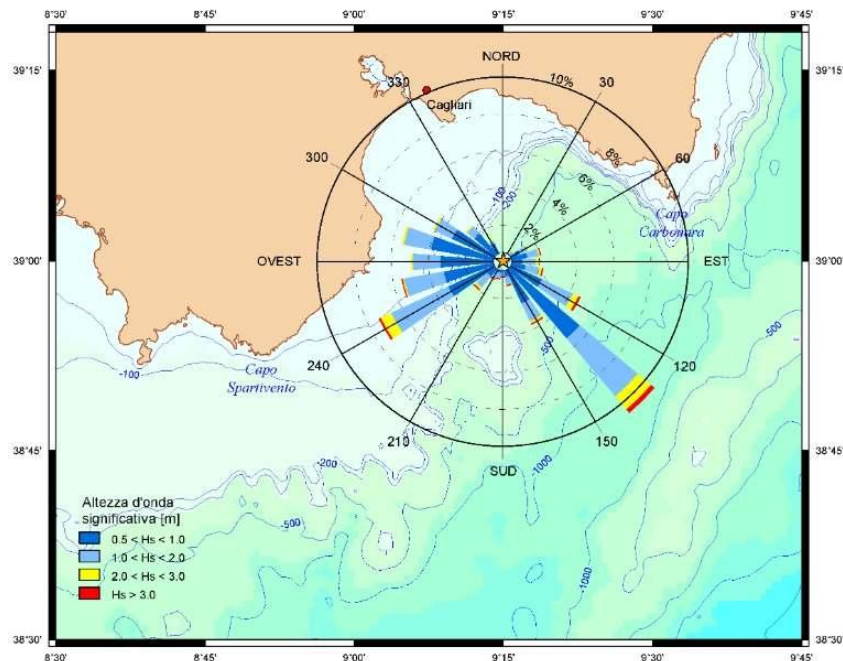 8°30' 8°45' 9°00' 9°15' 9°30' 9°45'
39°15' 39°15'
NORD
330 10% 30
Cagliari
8%
300 60
6%
-100
-200
4%
Capo
Carbonara
2%
39°00' OVEST EST 39°00'
-500
-500
240 120
-100
Capo
Spartivento
210 150
38°45' 38°45'
SUD
-200
-1000
Altezza d'onda
significativa [m]
-500
0.5 < Hs < 1.0
1.0 < Hs < 2.0
2.0 < Hs < 3.0
Hs > 3.0
-1000
38°30' 38°30'
8°30' 8°45' 9°00' 9°15' 9°30' 9°45'